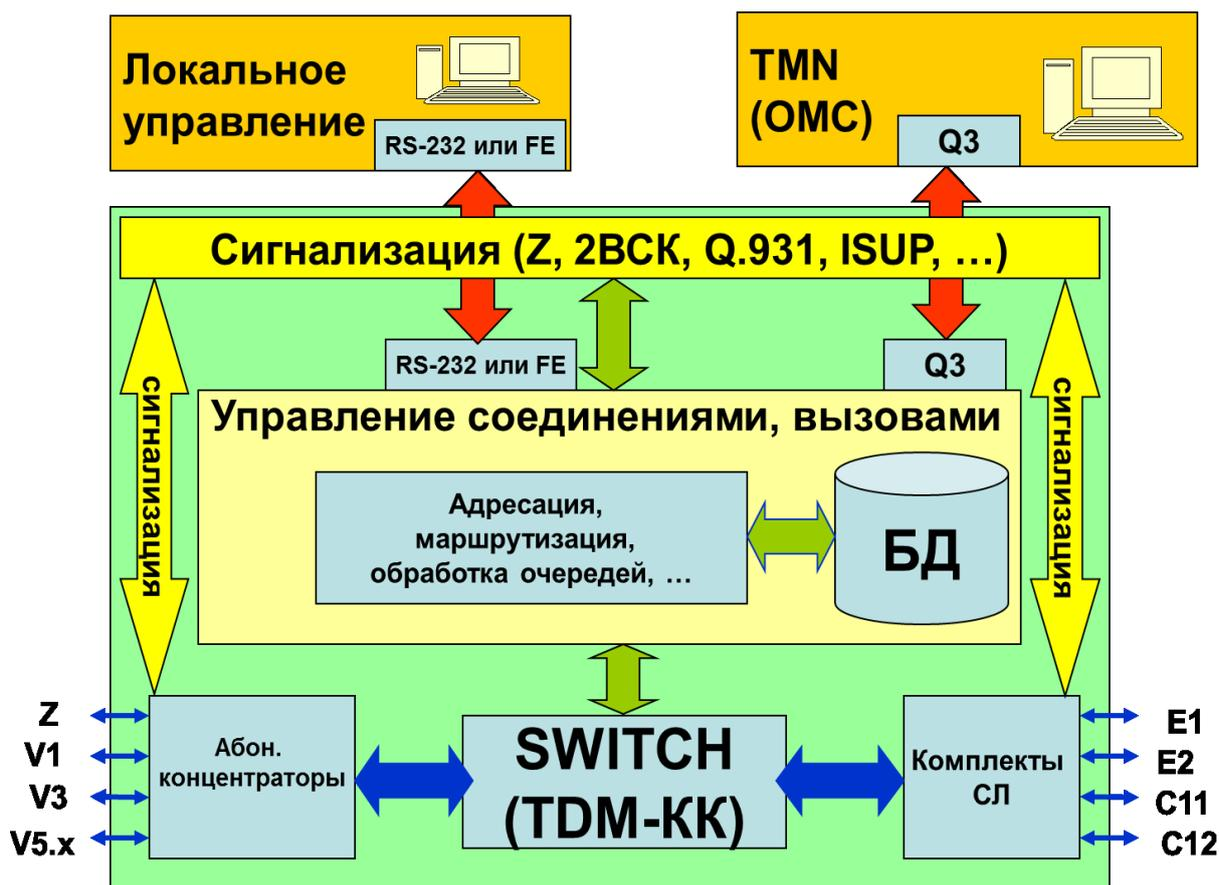 Локальное
управление
RS-232 или FE
TMN
(OMC)
Q3
Сигнализация (Z, 2ВСК, Q.931, ISUP, …)
RS-232 или FE
Q3
сигнализация
Управление соединениями, вызовами
сигнализация
Адресация,
маршрутизация,
обработка очередей, …
БД
Z
V1
V3
V5.x
Абон.
концентраторы
SWITCH
(TDM-КК)
Комплекты
СЛ
E1
E2
C11
C12